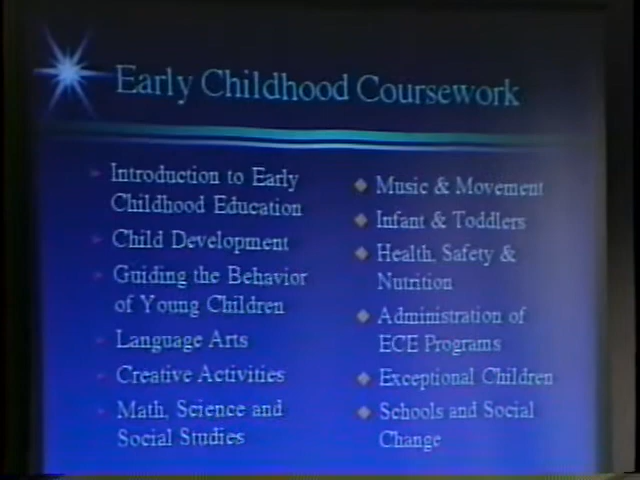 Early Childhood Coursework
Introduction to Early
Childhood Education
Child Development
Guiding the Behavior
of Young Children
Language Arts
Creative Activities
Math, Science and
Social Studies
Music & Movement
Infant & Toddlers
Health, Safety &
Nutrition
Administration of
ECE Programs
Exceptional Children
Schools and Social
Change